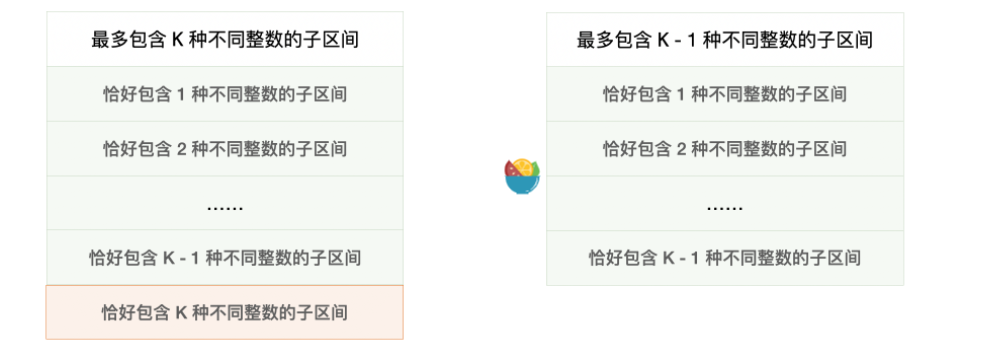 最多包含 K 种不同整数的子区间
恰好包含 1 种不同整数的子区间
恰好包含 2 种不同整数的子区间
......
恰好包含 K - 1 种不同整数的子区间
恰好包含 K 种不同整数的子区间
最多包含 K - 1 种不同整数的子区间
恰好包含 1 种不同整数的子区间
恰好包含 2 种不同整数的子区间
......
恰好包含 K - 1 种不同整数的子区间